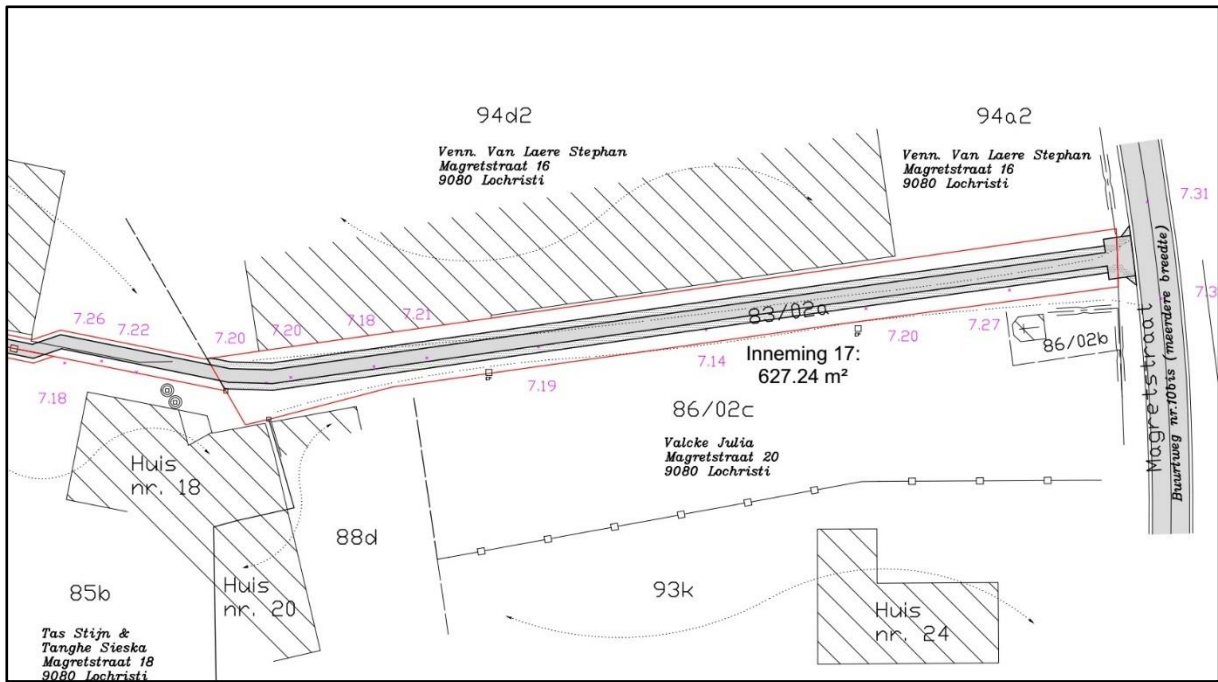 94d2
Venn. Van Laere Stephan
Magretstraat 16
9080 Lochristi
94a2
Venn. Van Laere Stephan
Magretstraat 16
9080 Lochristi
7.31
7.3
7.26
7.22
7.20
7.20
7.18
7.21
83/02a
7.20
7.27
86/02b
7.18
7.19
7.14
Inneming 17:
627.24 m²
86/02c
Valcke Julia
Magretstraat 20
9080 Lochristi
Magretstraat
Buurtweg nr.10bis (meerdere breedte)
Huis
nr. 18
88d
Huis
nr. 20
85b
Tas Stijn &
Tanghe Sieska
Magretstraat 18
9080 Lochristi
93k
Huis
nr. 24